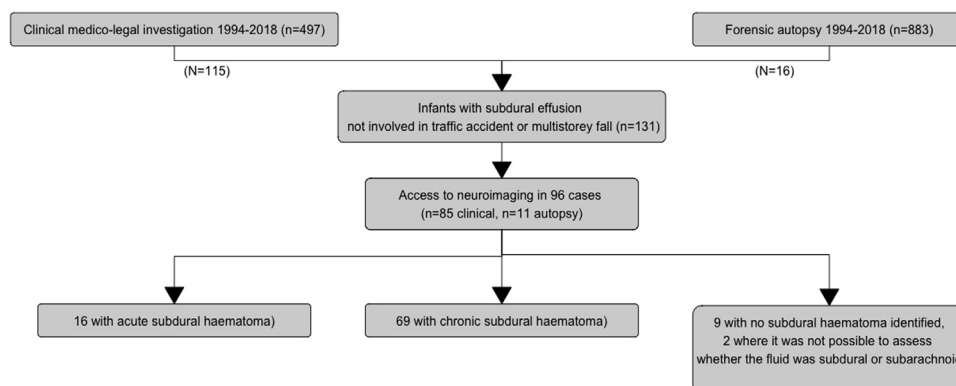 Clinical medico-legal investigation 1994-2018 (n=497)
Forensic autopsy 1994-2018 (n=883)
(N=115)
(N=16)
Infants with subdural effusion
not involved in traffic accident or multistorey fall (n=131)
Access to neuroimaging in 96 cases
(n=85 clinical, n=11 autopsy)
16 with acute subdural haematoma)
69 with chronic subdural haematoma)
9 with no subdural haematoma identified,
2 where it was not possible to assess
whether the fluid was subdural or subarachnoi